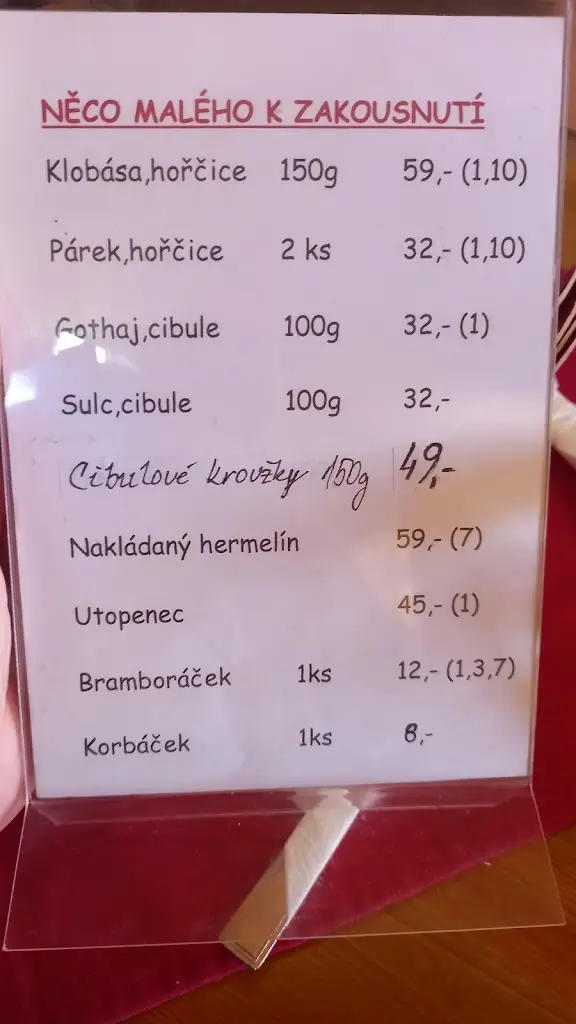 NĚCO MALÉHO K ZAKOUSNUTÍ
Klobása,hořčice 150g 59,- (1,10)
Párek,hořčice 2 ks 32,- (1,10)
Gothaj,cibule 100g 32,- (1)
Sulc,cibule 100g 32,-
Cibulové kroužky 150g 49,-
Nakládaný hermelín 59,- (7)
Utopenec 45,- (1)
Bramboráček 1ks 12,- (1,3,7)
Korbáček 1ks 8,-